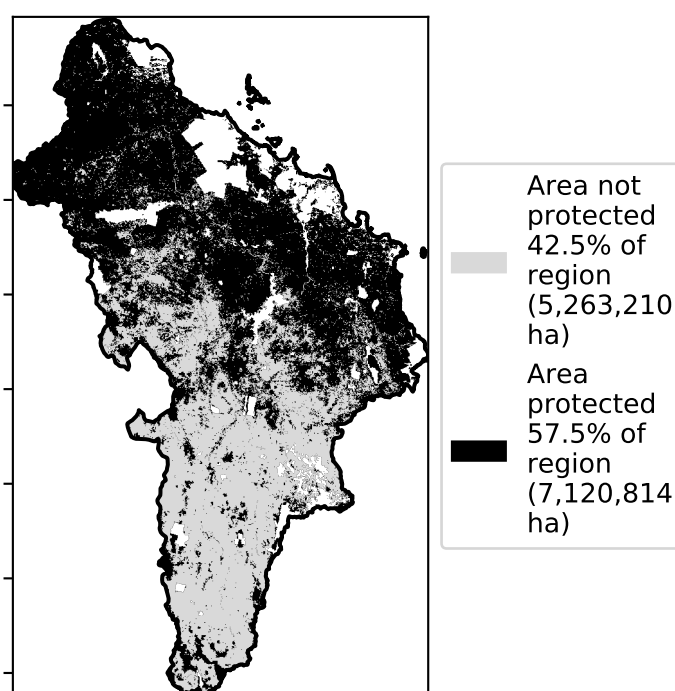 Area not
protected
42.5% of
region
(5,263,210
ha)
Area
protected
57.5% of
region
(7,120,814
ha)